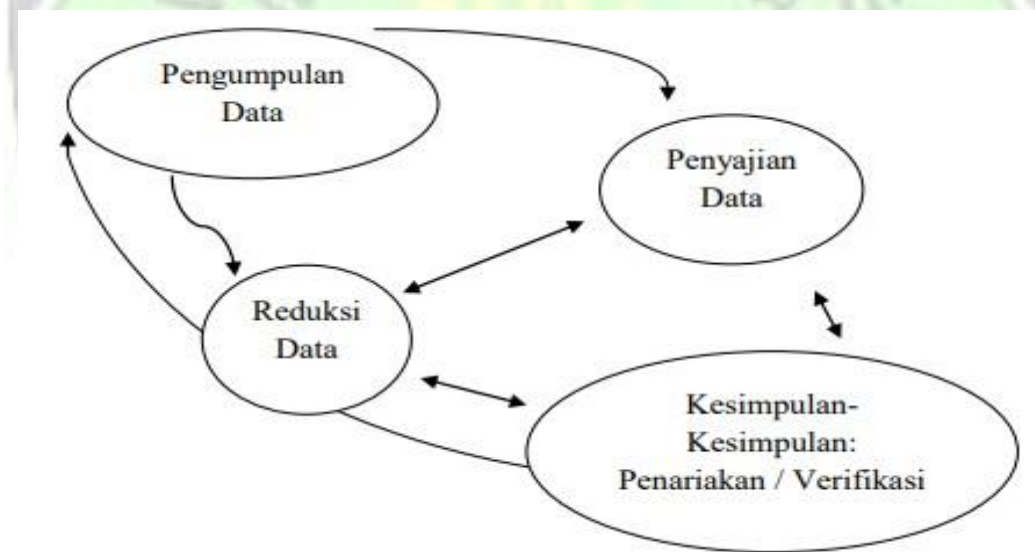 Pengumpulan
Data
Penyajian
Data
Reduksi
Data
Kesimpulan-
Kesimpulan:
Penariakan / Verifikasi